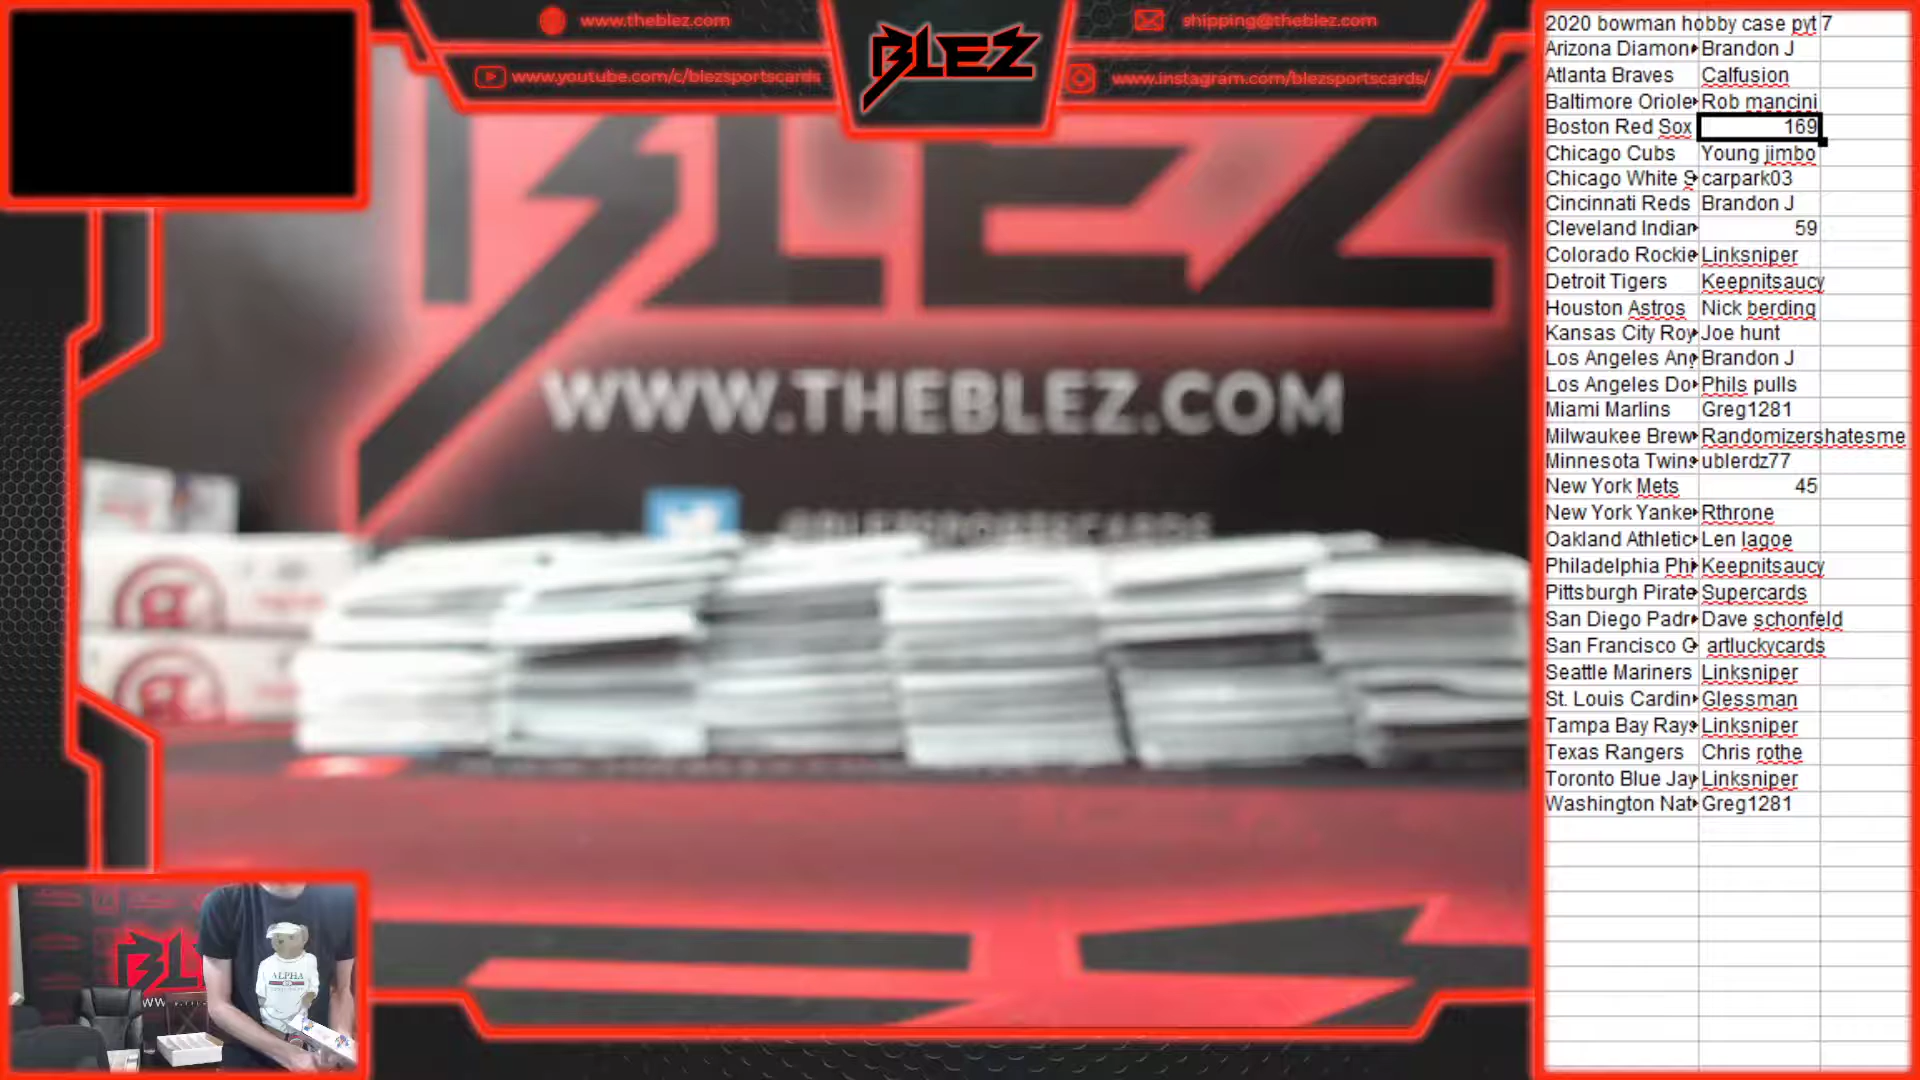 www.theblez.com
shipping@theblez.com
www.youtube.com/c/blezsportscards
www.instagram.com/blezsportscards/
BLEZ
BLEZ
WWW.THEBLEZ.COM
@BLEZSPORTSCARDS
ALPHA
2020 bowman hobby case pyt 7
Arizona Diamon Brandon J
Atlanta Braves Calfusion
Baltimore Oriole Rob mancini
Boston Red Sox 169
Chicago Cubs Young jimbo
Chicago White S carpark03
Cincinnati Reds Brandon J
Cleveland Indian 59
Colorado Rockie Linksniper
Detroit Tigers Keepnitsaucy
Houston Astros Nick berding
Kansas City Roy Joe hunt
Los Angeles Ang Brandon J
Los Angeles Do Phils pulls
Miami Marlins Greg1281
Milwaukee Brew Randomizershatesme
Minnesota Twins ublerdz77
New York Mets 45
New York Yanke Rthrone
Oakland Athletic Len lagoe
Philadelphia Phi Keepnitsaucy
Pittsburgh Pirate Supercards
San Diego Padr Dave schonfeld
San Francisco G artluckycards
Seattle Mariners Linksniper
St. Louis Cardin Glessman
Tampa Bay Rays Linksniper
Texas Rangers Chris rothe
Toronto Blue Jay Linksniper
Washington Nat Greg1281